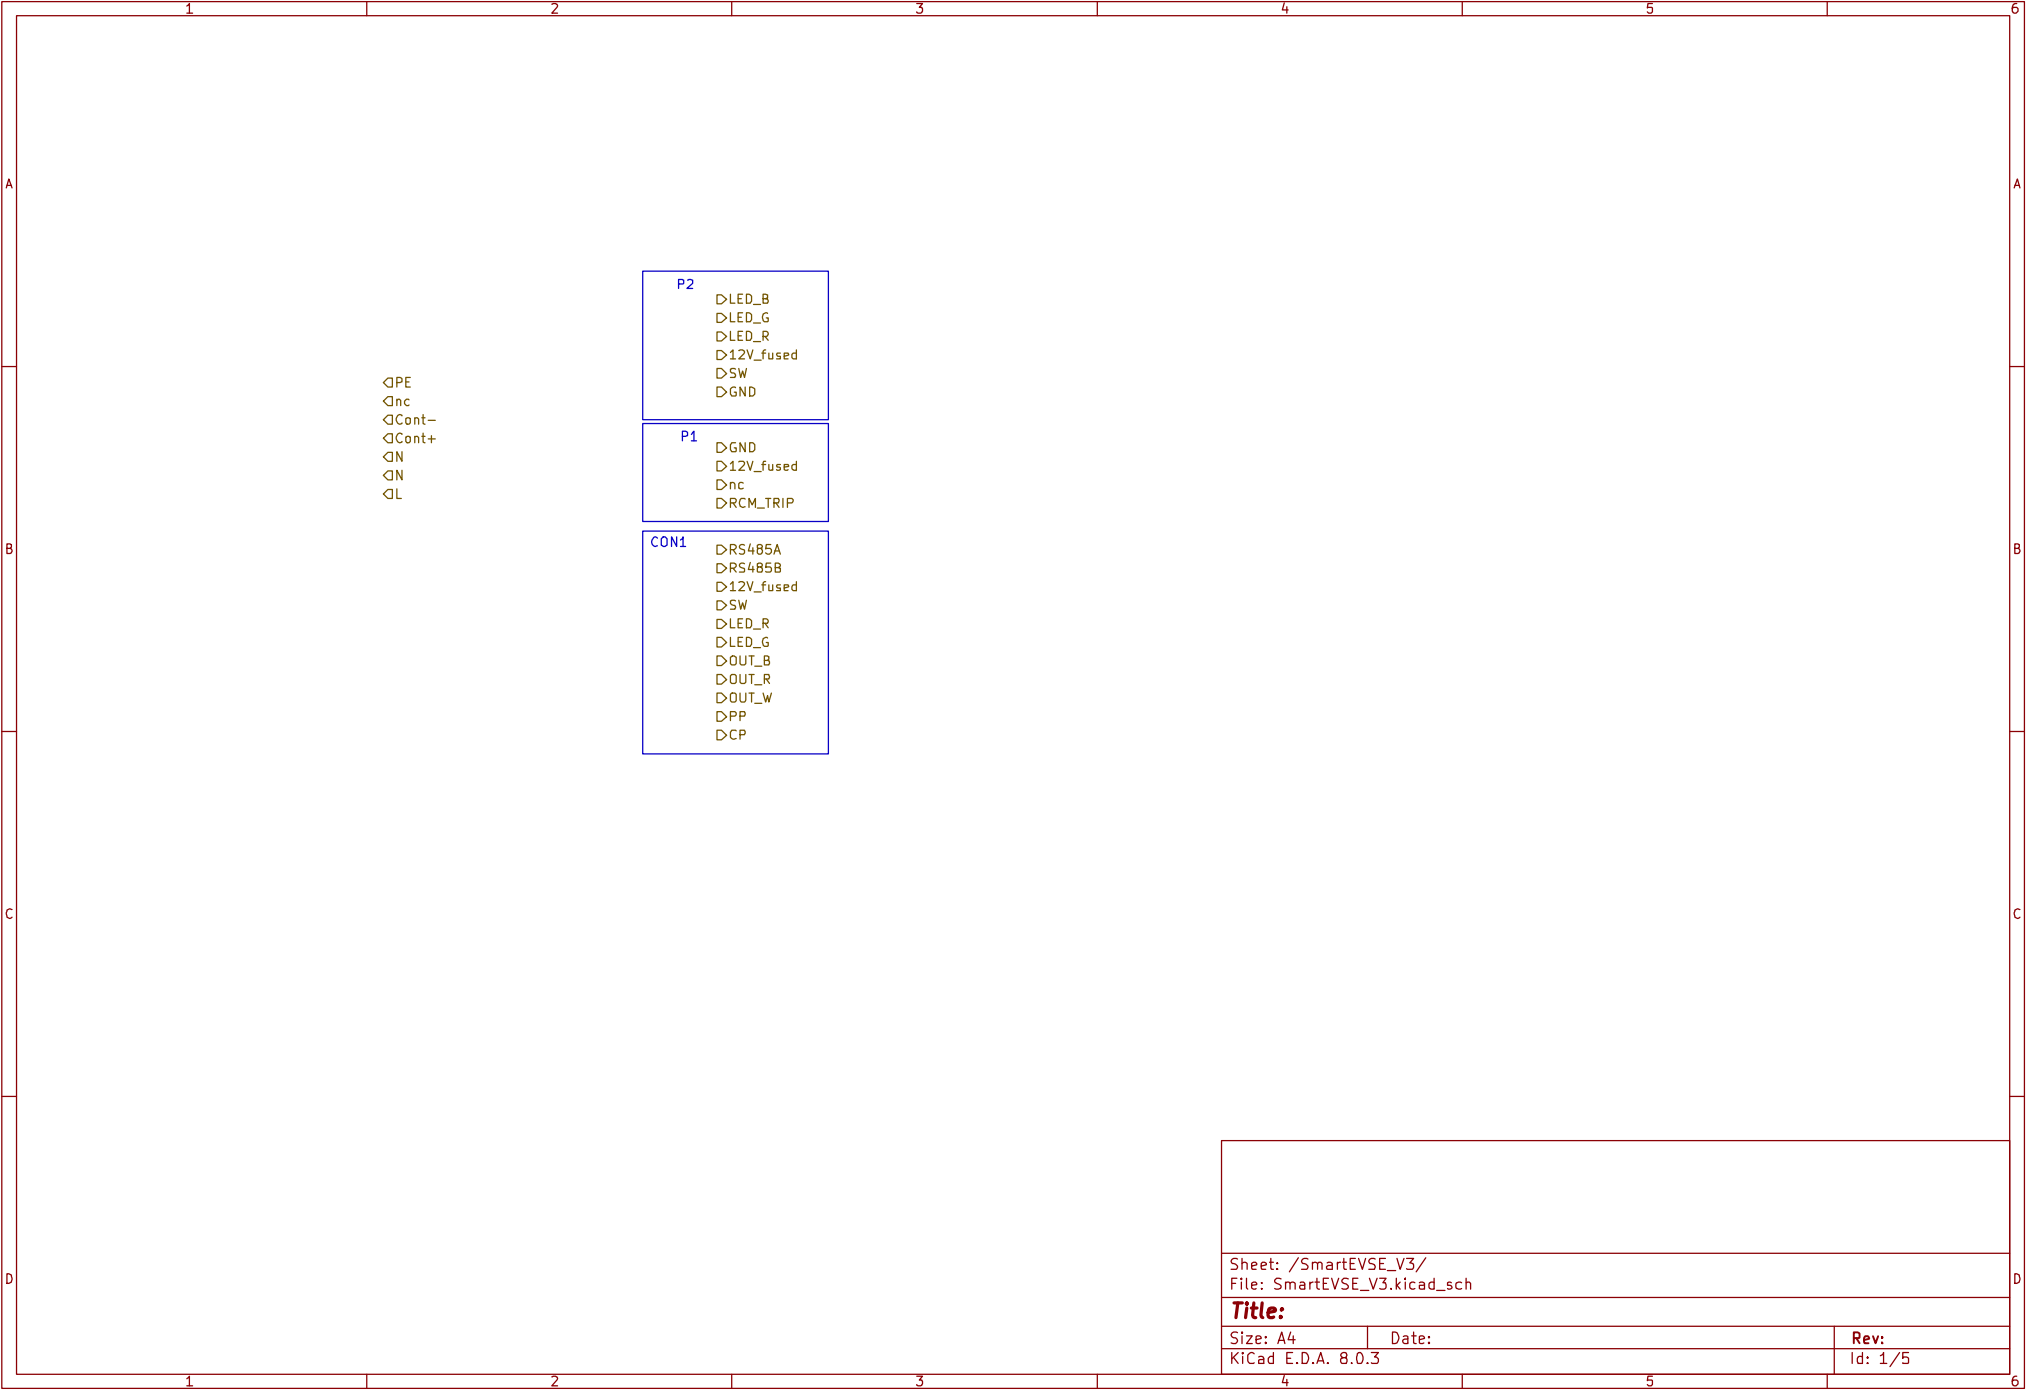 1 2 3 4 5 6
A A
P2
LED_B
LED_G
LED_R
12V_fused
SW
GND
PE
nc
Cont-
Cont+
N
N
L
P1
GND
12V_fused
nc
RCM_TRIP
B B
CON1
RS485A
RS485B
12V_fused
SW
LED_R
LED_G
OUT_B
OUT_R
OUT_W
PP
CP
C C
Sheet: /SmartEVSE_V3/
File: SmartEVSE_V3.kicad_sch
D D
Title:
Size: A4 Date: Rev:
KiCad E.D.A. 8.0.3 Id: 1/5
1 2 3 4 5 6